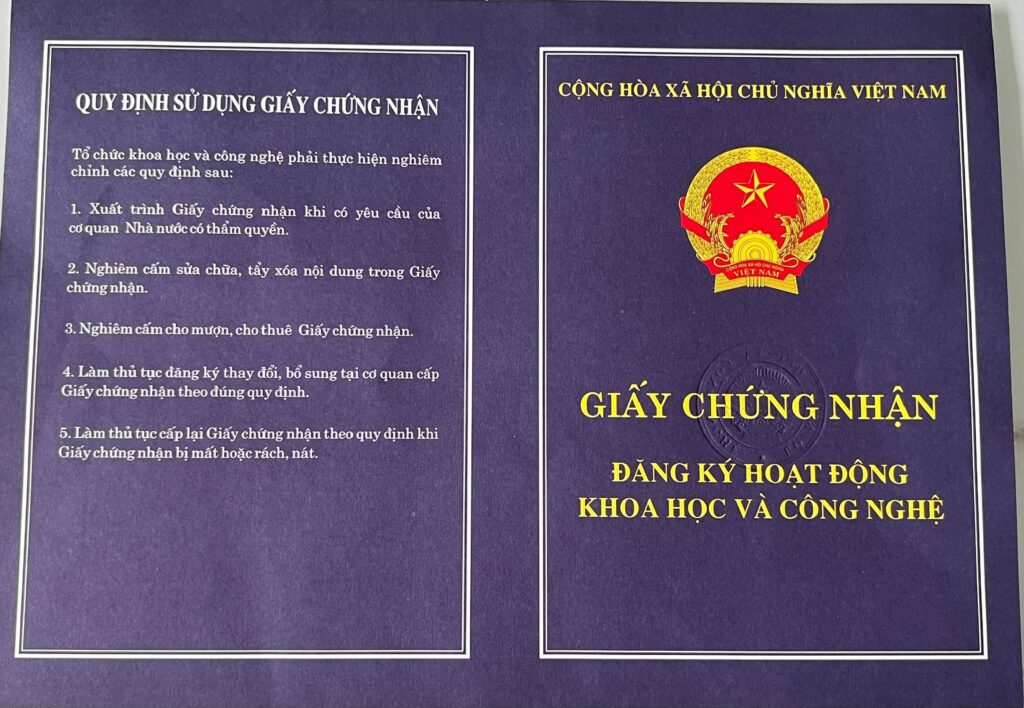 QUY ĐỊNH SỬ DỤNG GIẤY CHỨNG NHẬN
Tổ chức khoa học và công nghệ phải thực hiện nghiêm
chỉnh các quy định sau:
1. Xuất trình Giấy chứng nhận khi có yêu cầu của
cơ quan Nhà nước có thẩm quyền.
2. Nghiêm cấm sửa chữa, tẩy xóa nội dung trong Giấy
chứng nhận.
3. Nghiêm cấm cho mượn, cho thuê Giấy chứng nhận.
4. Làm thủ tục đăng ký thay đổi, bổ sung tại cơ quan cấp
Giấy chứng nhận theo đúng quy định.
5. Làm thủ tục cấp lại Giấy chứng nhận theo quy định khi
Giấy chứng nhận bị mất hoặc rách, nát.
CỘNG HÒA XÃ HỘI CHỦ NGHĨA VIỆT NAM
CỘNG HÒA XÃ HỘI CHỦ NGHĨA
VIỆT NAM
GIẤY CHỨNG NHẬN
ĐĂNG KÝ HOẠT ĐỘNG
KHOA HỌC VÀ CÔNG NGHỆ